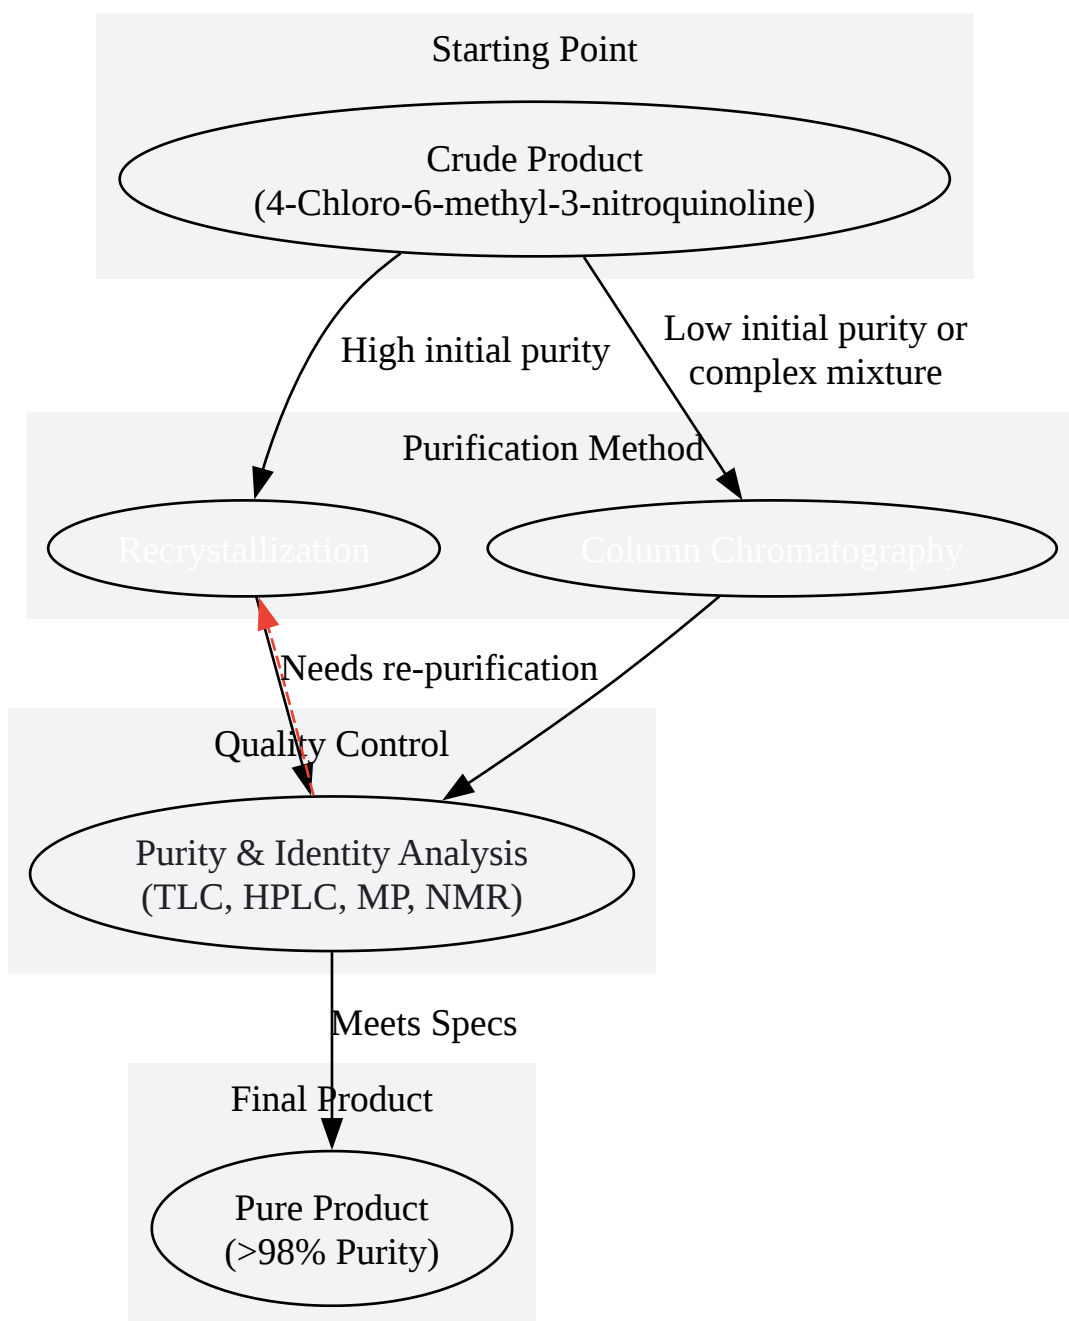 Starting Point
Crude Product
(4-Chloro-6-methyl-3-nitroquinoline)
High initial purity
Low initial purity or
complex mixture
Purification Method
Recrystallization
Column Chromatography
Needs re-purification
Quality Control
Purity & Identity Analysis
(TLC, HPLC, MP, NMR)
Meets Specs
Final Product
Pure Product
(>98% Purity)